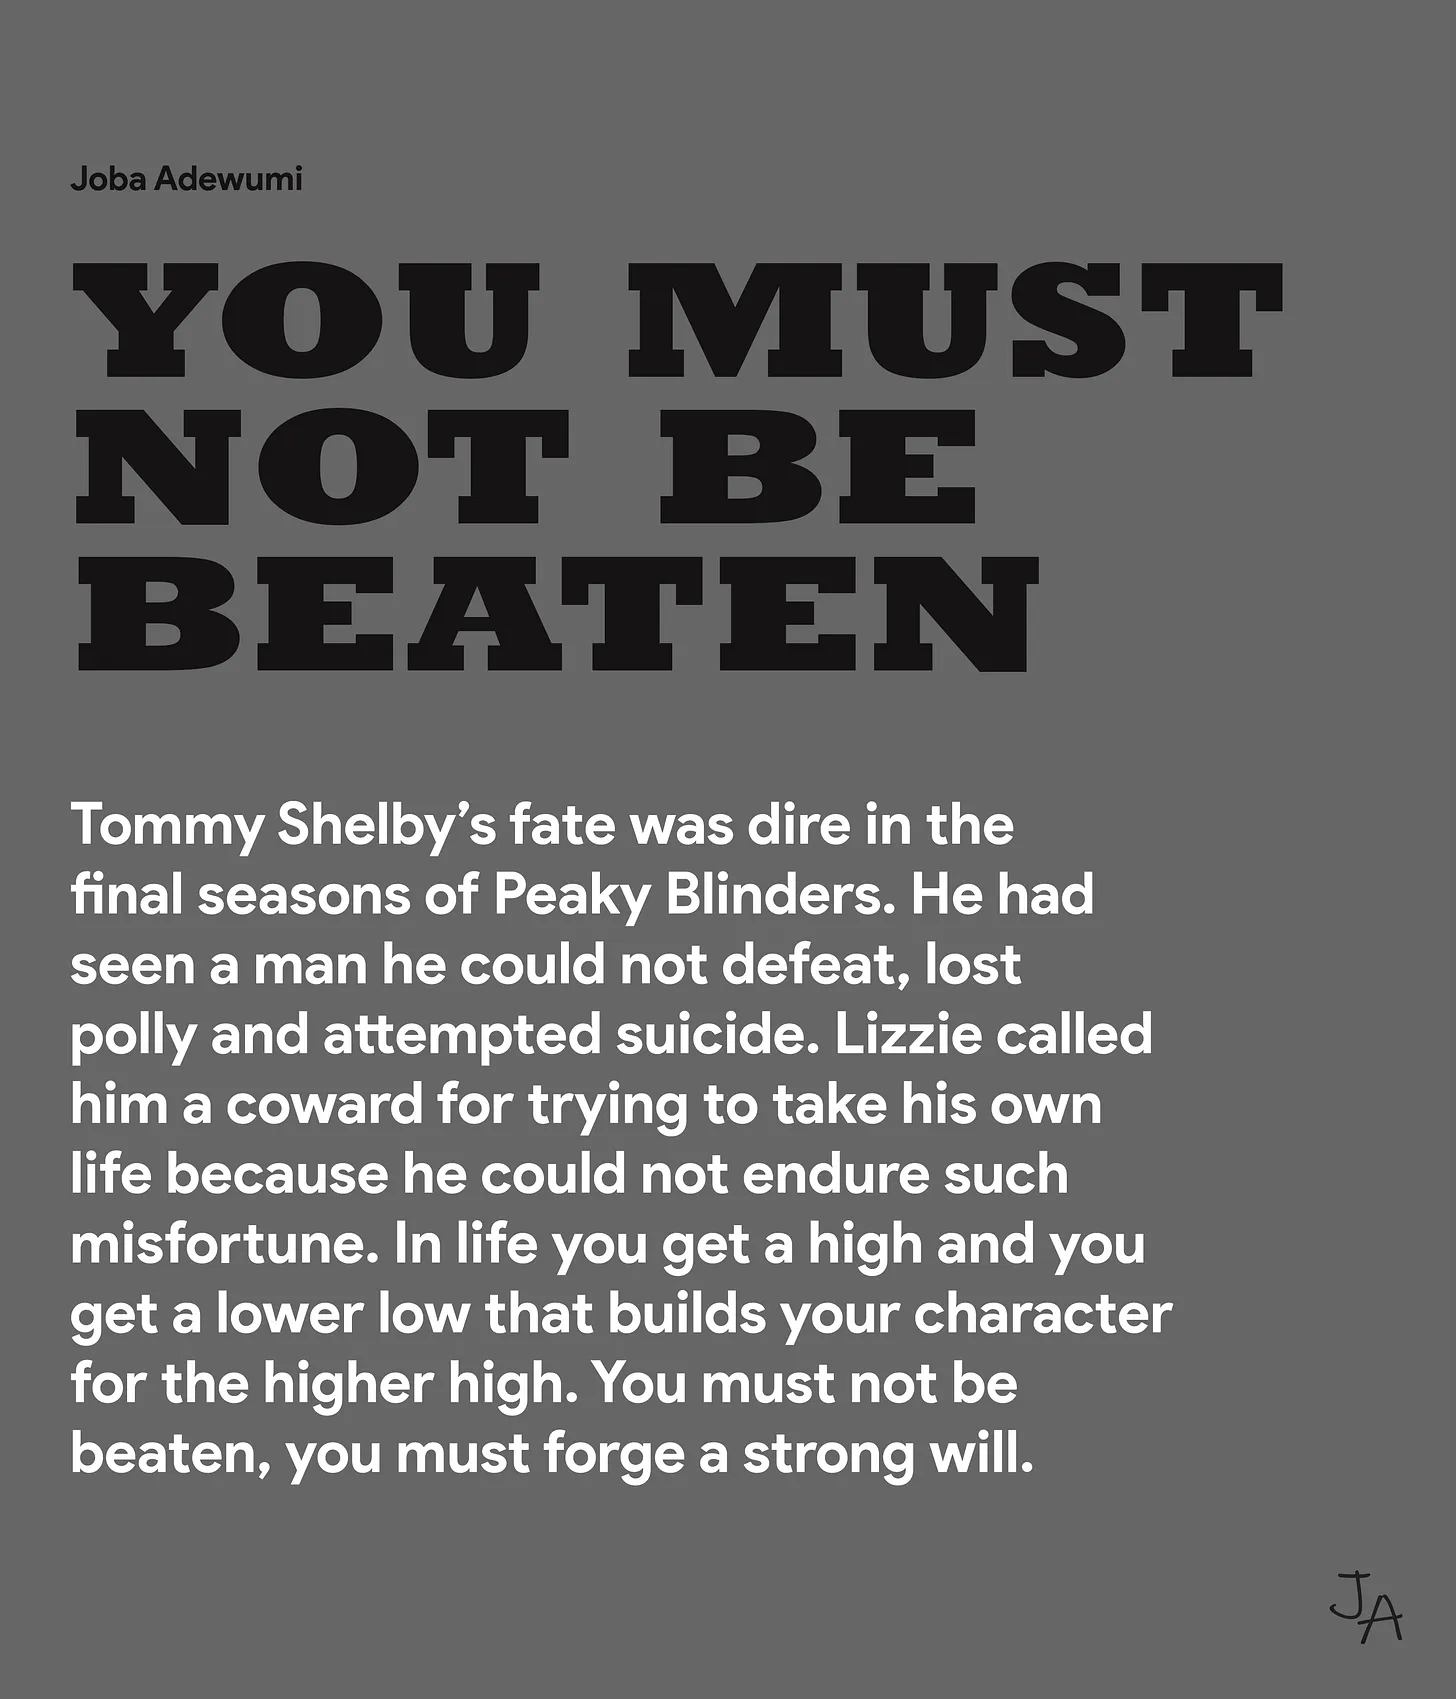 Joba Adewumi
YOU MUST
NOT BE
BEATEN
Tommy Shelby’s fate was dire in the
final seasons of Peaky Blinders. He had
seen a man he could not defeat, lost
polly and attempted suicide. Lizzie called
him a coward for trying to take his own
life because he could not endure such
misfortune. In life you get a high and you
get a lower low that builds your character
for the higher high. You must not be
beaten, you must forge a strong will.
JA